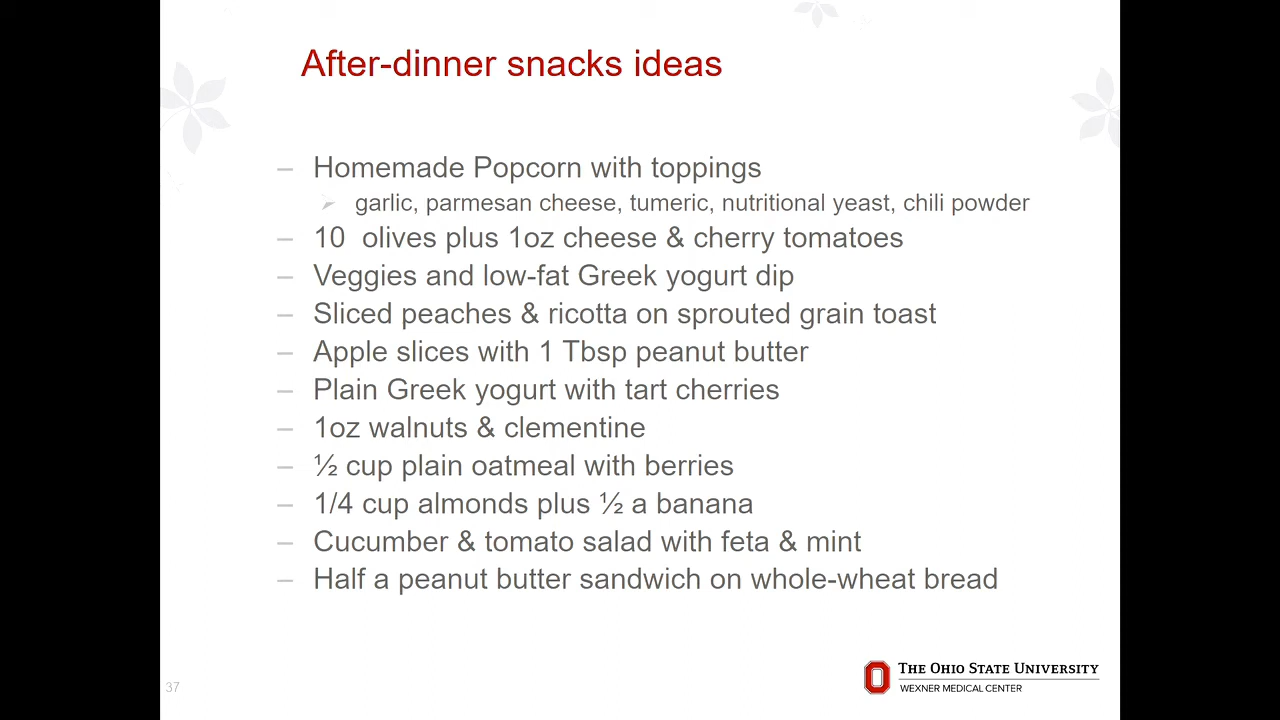 After-dinner snacks ideas
– Homemade Popcorn with toppings
➢ garlic, parmesan cheese, tumeric, nutritional yeast, chili powder
– 10  olives plus 1oz cheese & cherry tomatoes
– Veggies and low-fat Greek yogurt dip
– Sliced peaches & ricotta on sprouted grain toast
– Apple slices with 1 Tbsp peanut butter
– Plain Greek yogurt with tart cherries
– 1oz walnuts & clementine
– ½ cup plain oatmeal with berries
– 1/4 cup almonds plus ½ a banana
– Cucumber & tomato salad with feta & mint
– Half a peanut butter sandwich on whole-wheat bread
The Ohio State University
WEXNER MEDICAL CENTER
37